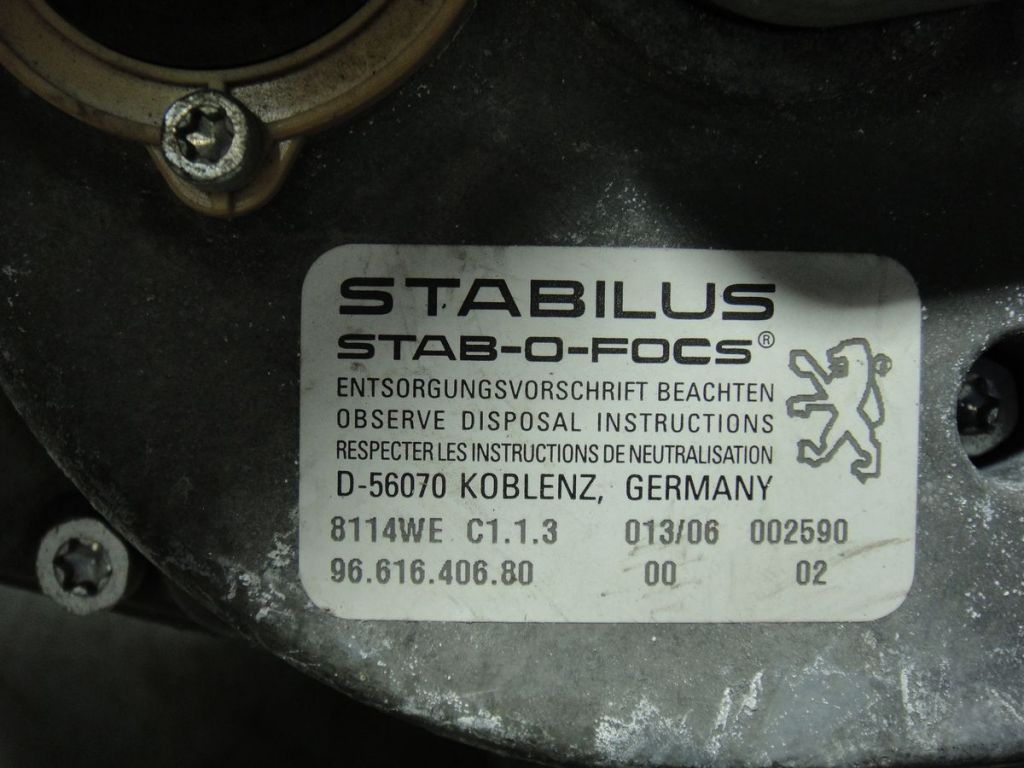 STABILUS
STAB-O-FOCS®
ENTSORGUNGSVORSCHRIFT BEACHTEN
OBSERVE DISPOSAL INSTRUCTIONS
RESPECTER LES INSTRUCTIONS DE NEUTRALISATION
D-56070 KOBLENZ, GERMANY
8114WE C1.1.3 013/06 002590
96.616.406.80 00 02